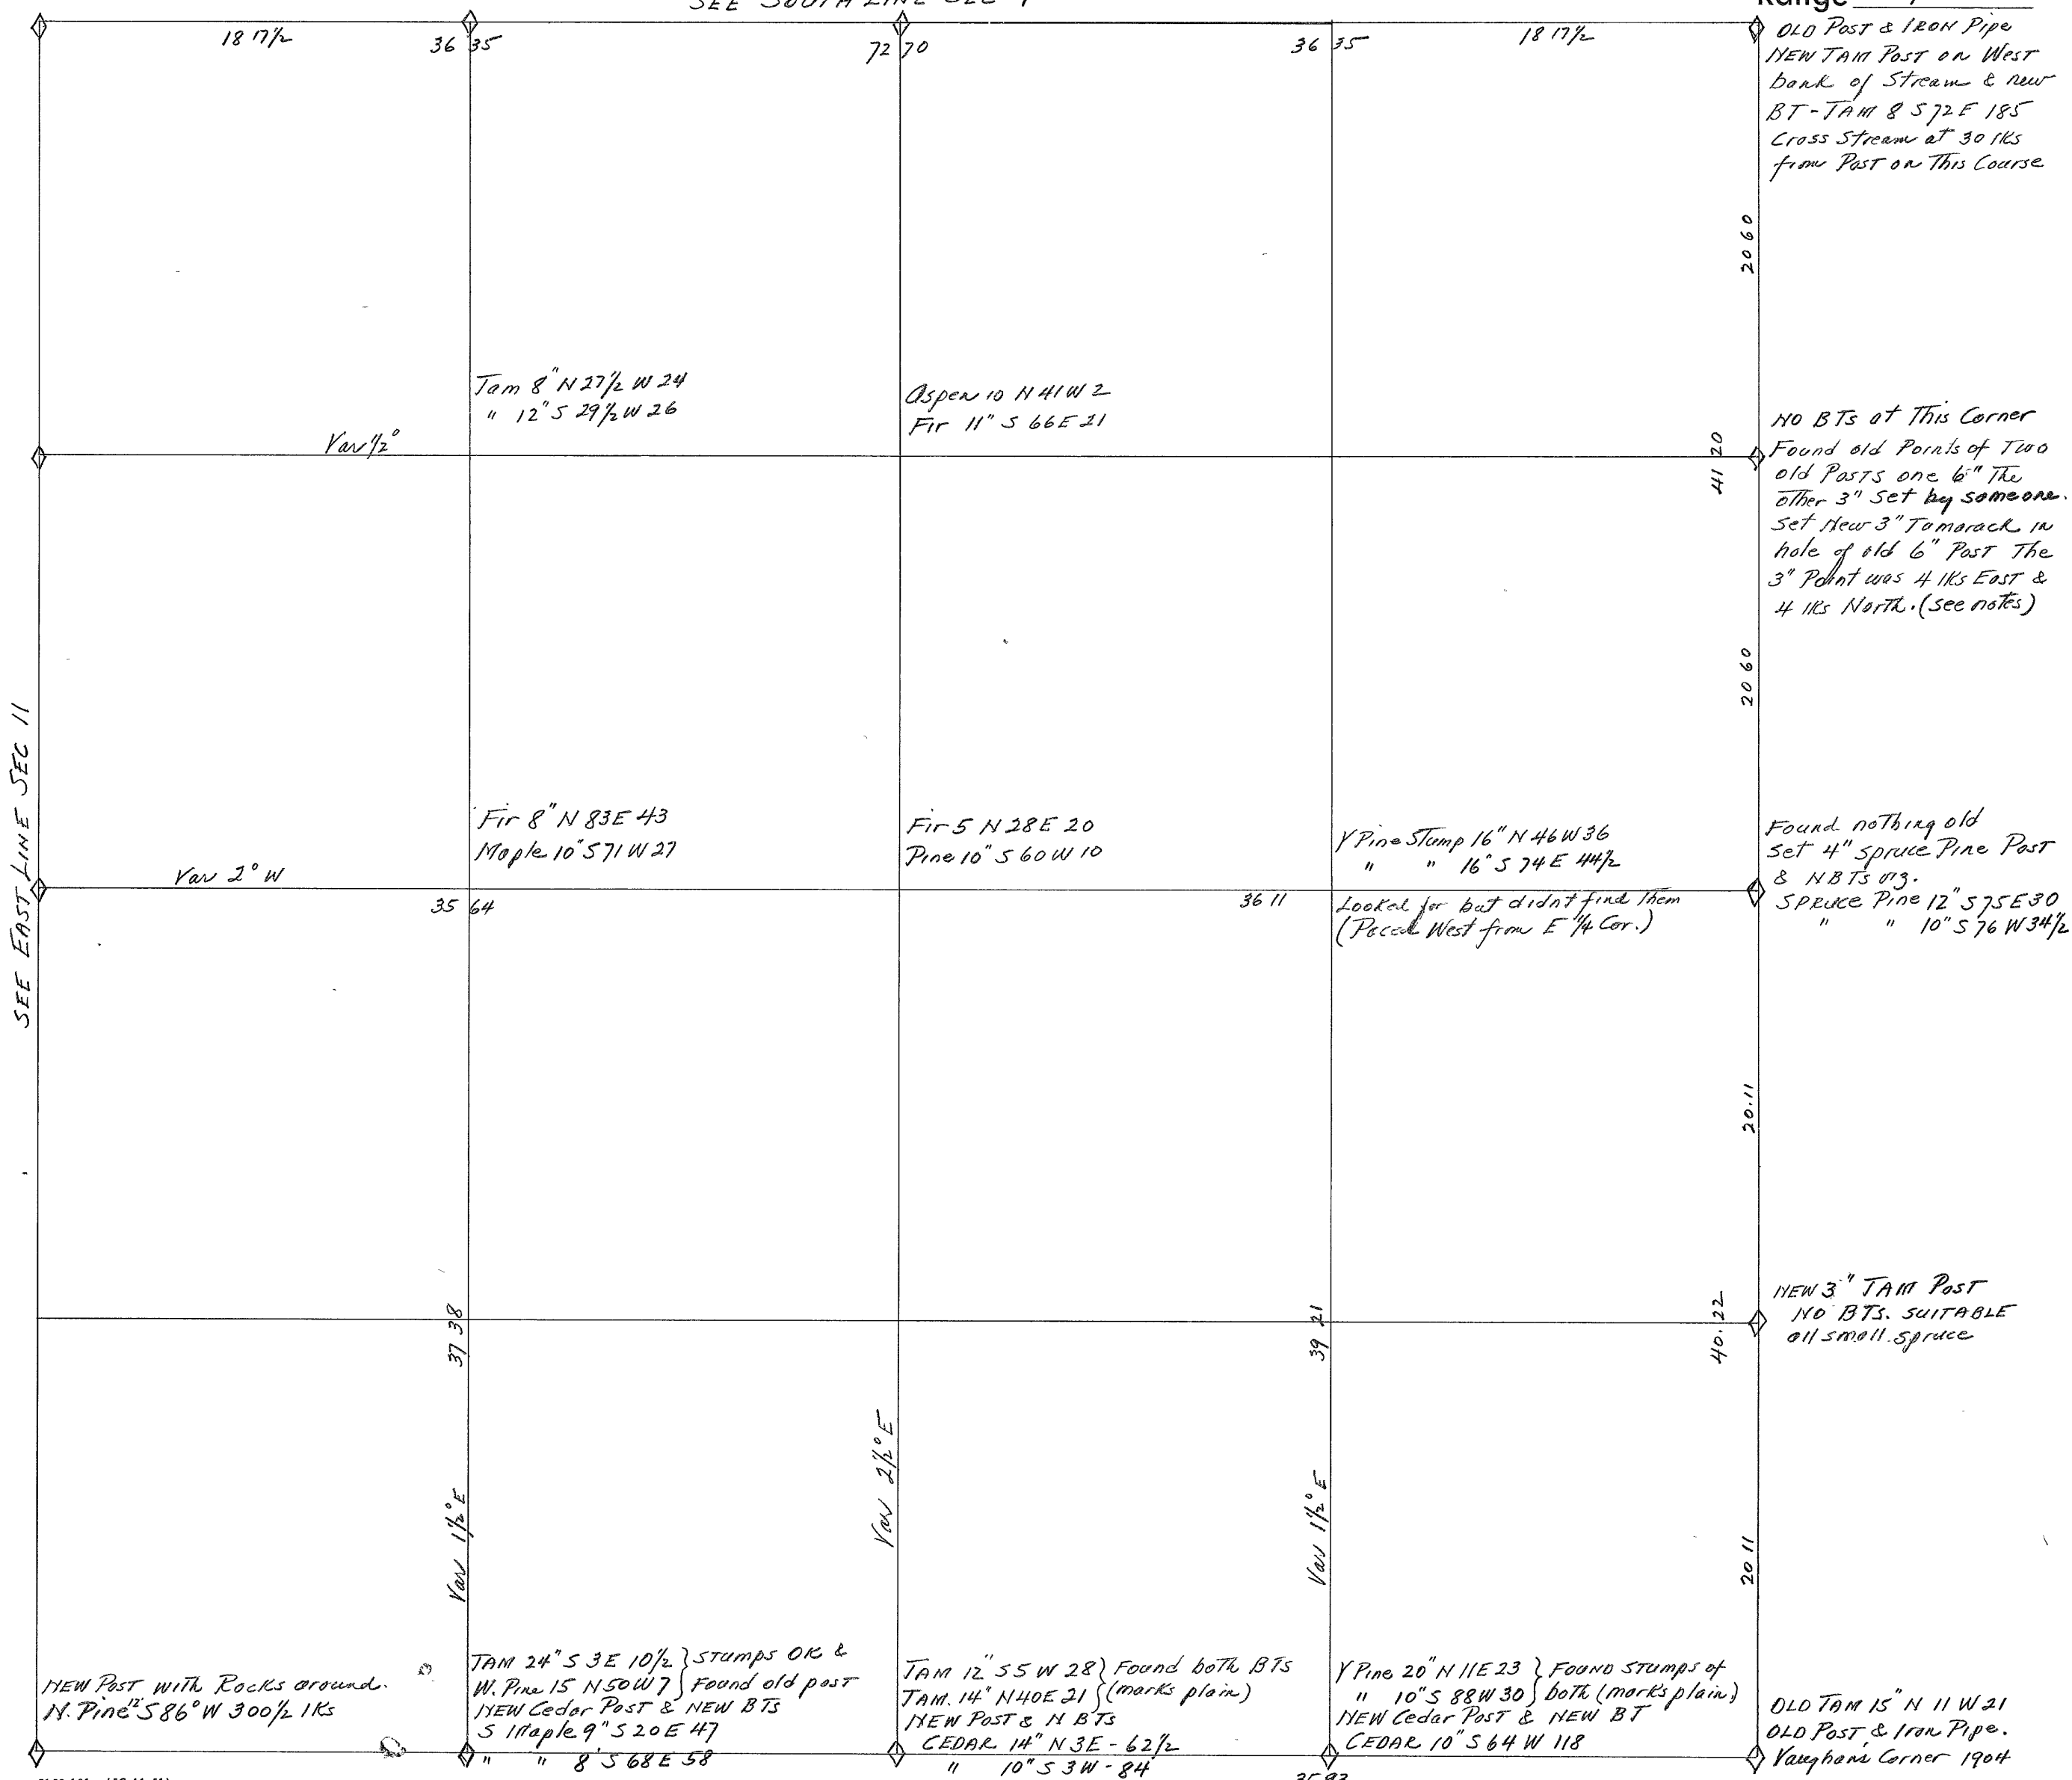 SEE SOUTH LINE SEC
Range
18 17½
36 35
72 70
36 35
18 17½
OLD Post & IRON Pipe
NEW TAM Post on West
bank of Stream & new
BT - TAM 8 S72E 185
Cross Stream at 30 lks
from Post on This Course
20 60
Tam 8" N 27½ W 24
" 12" S 29½ W 26
Aspen 10 N 41 W 2
Fir 11" S 66 E 21
Var ½°
41 20
NO BTs at This Corner
Found old Points of Two
old Posts one 6" The
other 3" set by someone.
Set New 3" Tamarack in
hole of old 6" Post The
3" Point was 4 lks East &
4 lks North. (see notes)
20 60
SEE EAST LINE SEC 11
Fir 8" N 83 E 43
Maple 10" S 71 W 27
Fir 5 N 28 E 20
Pine 10" S 60 W 10
Y Pine Stump 16" N 46 W 36
" " 16" S 74 E 44½
Found nothing old
Set 4" Spruce Pine Post
& NBTs viz.
SPRUCE Pine 12" S 75 E 30
" " 10" S 76 W 34½
Var 2° W
35 64
36 11
Looked for but didnt find them
(Paced West from E ¼ Cor.)
20.11
37 38
39 21
40.22
NEW 3" TAM Post
NO BTs. SUITABLE
all small spruce
Var 1½° E
Var 2½° E
Var 1½° E
20 11
NEW Post with Rocks around.
N. Pine 12" S 86° W 300½ lks
TAM 24" S 3 E 10½ } STUMPS OK &
W. Pine 15 N 50 W 7 } Found old post
NEW Cedar Post & NEW BTs
S Maple 9" S 20 E 47
" " 8" S 68 E 58
TAM 12" S 5 W 28 } Found both BTs
TAM. 14" N 40 E 21 } (marks plain)
NEW Post & N BTs
CEDAR 14" N 3 E - 62½
" 10" S 3 W - 84
Y Pine 20" N 11 E 23 } FOUND STUMPS of
" 10" S 88 W 30 } both (marks plain)
NEW Cedar Post & NEW BT
CEDAR 10" S 64 W 118
OLD TAM 15" N 11 W 21
OLD Post & Iron Pipe.
Vaughan's Corner 1904